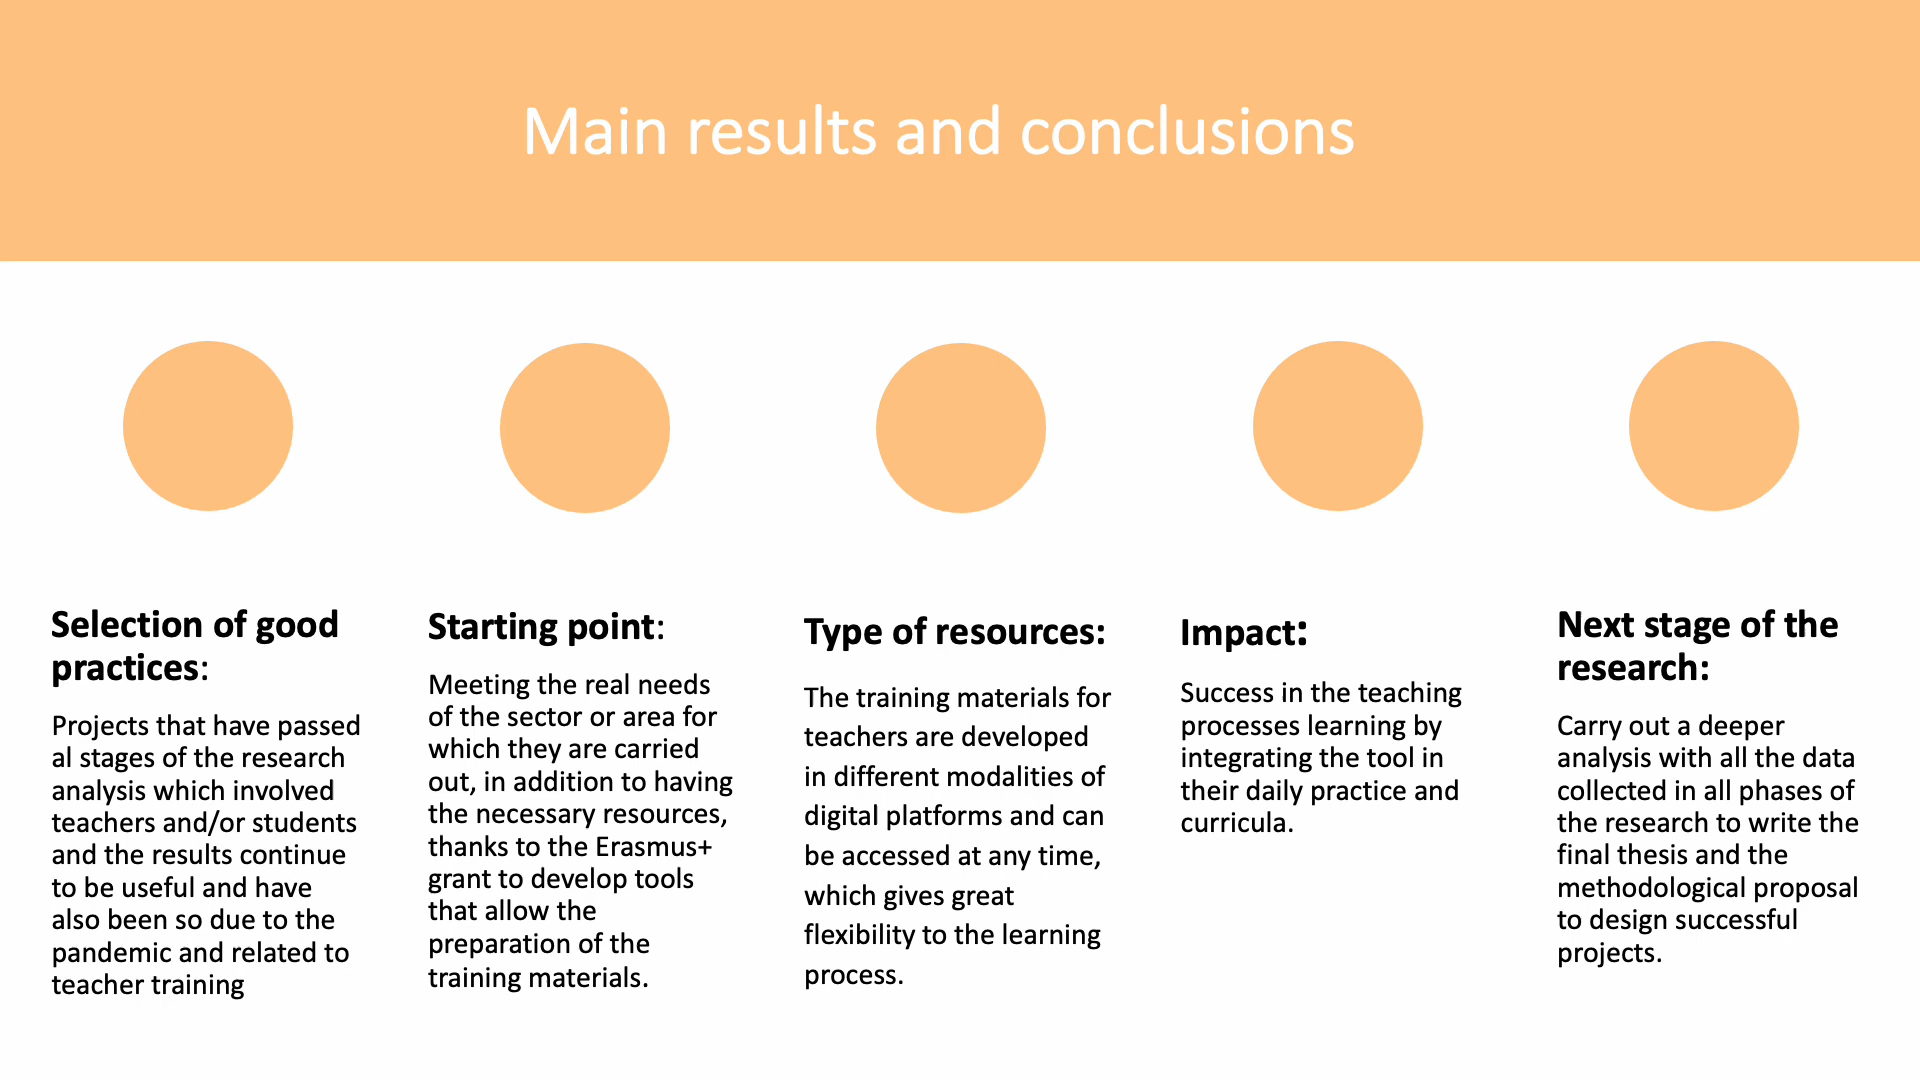 Main results and conclusions
Selection of good
practices:
Projects that have passed
al stages of the research
analysis which involved
teachers and/or students
and the results continue
to be useful and have
also been so due to the
pandemic and related to
teacher training
Starting point:
Meeting the real needs
of the sector or area for
which they are carried
out, in addition to having
the necessary resources,
thanks to the Erasmus+
grant to develop tools
that allow the
preparation of the
training materials.
Type of resources:
The training materials for
teachers are developed
in different modalities of
digital platforms and can
be accessed at any time,
which gives great
flexibility to the learning
process.
Impact:
Success in the teaching
processes learning by
integrating the tool in
their daily practice and
curricula.
Next stage of the
research:
Carry out a deeper
analysis with all the data
collected in all phases of
the research to write the
final thesis and the
methodological proposal
to design successful
projects.